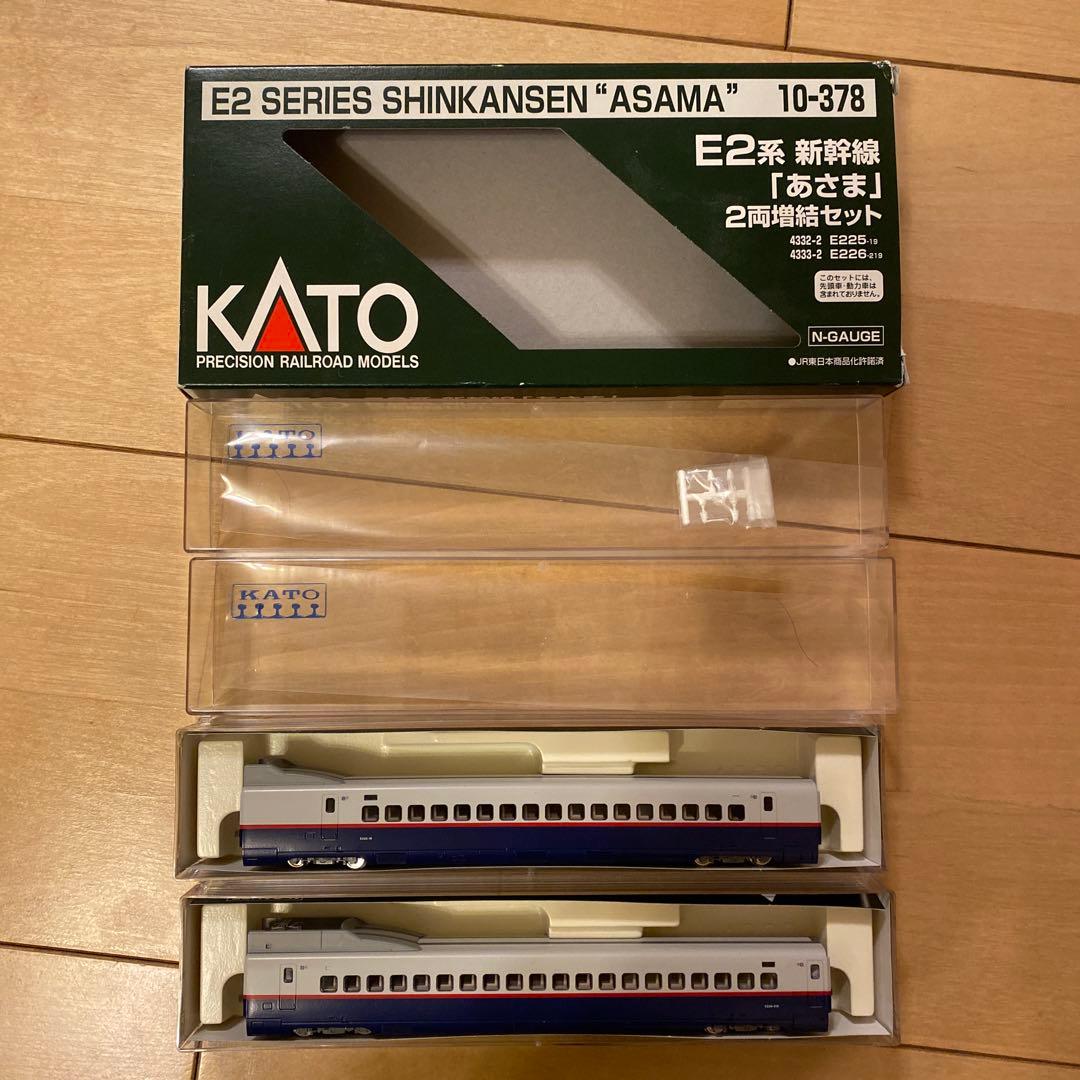 E2 SERIES SHINKANSEN “ASAMA” 10-378
E2系 新幹線
「あさま」
2両増結セット
4332-2 E225-19
4333-2 E226-219
このセットには、
先頭車・動力車は
含まれておりません。
KATO
PRECISION RAILROAD MODELS
N-GAUGE
●JR東日本商品化許諾済
KATO
KATO